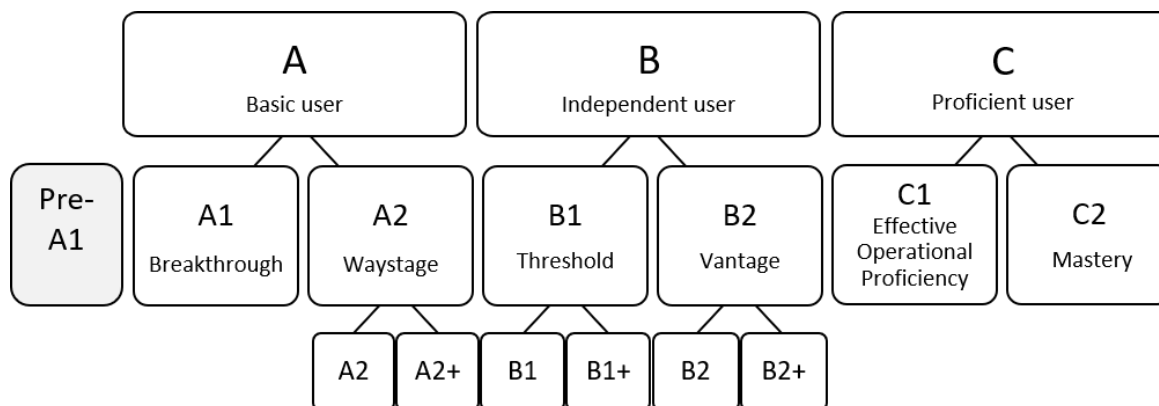 A
Basic user
B
Independent user
C
Proficient user
Pre-
A1
A1
Breakthrough
A2
Waystage
B1
Threshold
B2
Vantage
C1
Effective
Operational
Proficiency
C2
Mastery
A2
A2+
B1
B1+
B2
B2+